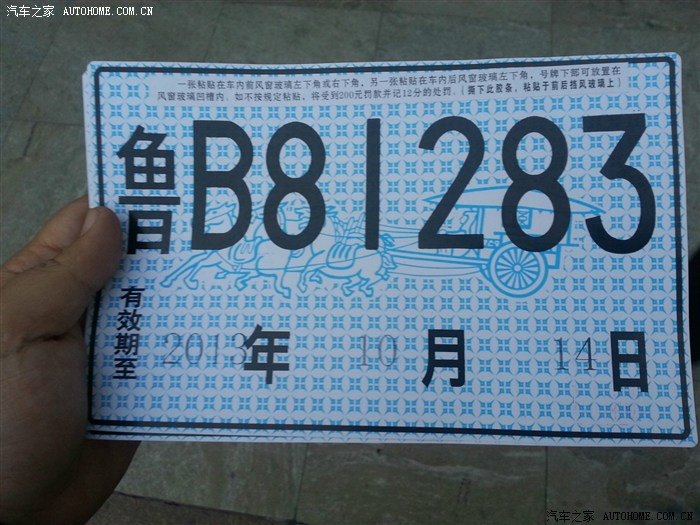 汽车之家 AUTOHOME.COM.CN
一张粘贴在车内前风窗玻璃左下角或右下角，另一张粘贴在车内后风窗玻璃左下角，号牌下部可放置在
风窗玻璃凹槽内。如不按规定粘贴，将受到200元罚款并记12分的处罚。（撕下此胶条，粘贴于前后挡风玻璃上）
鲁B81283
有效期至 2013年 10月 14日
汽车之家 AUTOHOME.COM.CN